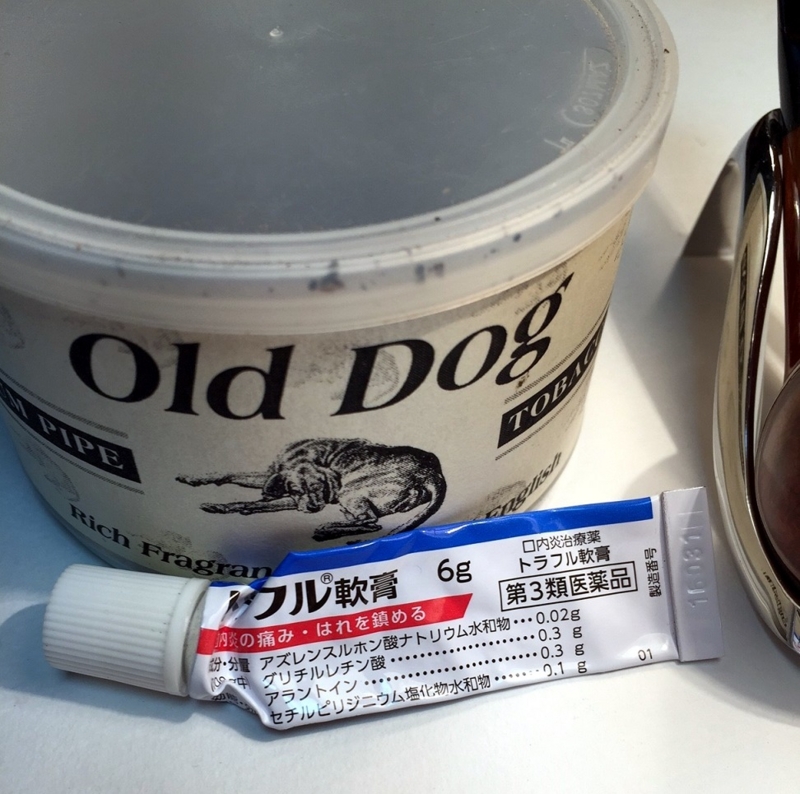 Old Dog
M PIPE
TOBAC
Rich Fragran
English
フル®軟膏 6g
口内炎治療薬
トラフル軟膏
第3類医薬品
製造番号
内炎の痛み・はれを鎮める
成分・分量
アズレンスルホン酸ナトリウム水和物…0.02g
グリチルレチン酸……………0.3 g
アラントイン……………0.3 g
セチルピリジニウム塩化物水和物……0.1 g
01